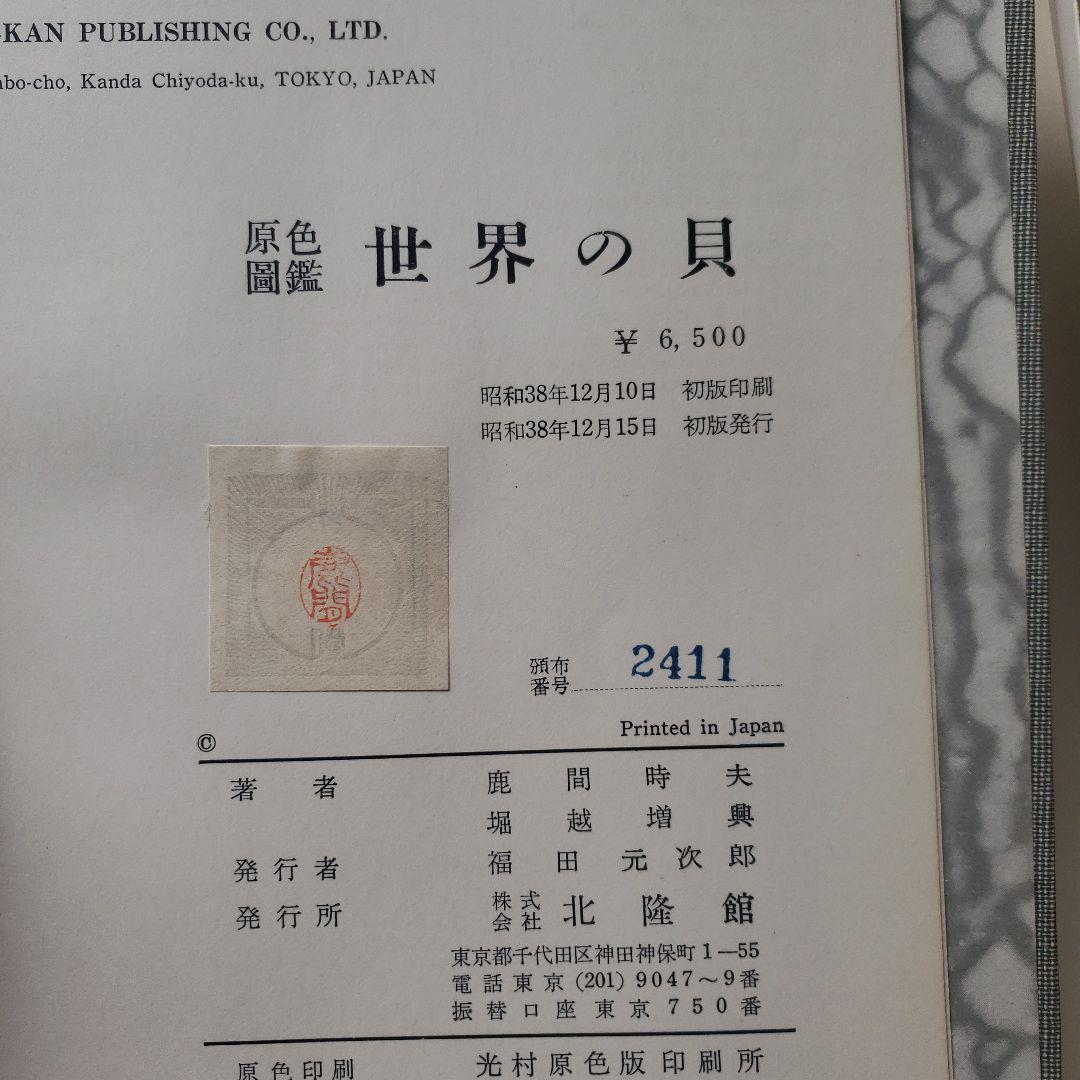 KAN PUBLISHING CO., LTD.
bo-cho, Kanda Chiyoda-ku, TOKYO, JAPAN
原色
圖鑑 世界の貝
¥ 6,500
昭和38年12月10日 初版印刷
昭和38年12月15日 初版発行
鹿間
頒布
番号 2411
©
Printed in Japan
著者 鹿間時夫
堀越増興
発行者 福田元次郎
発行所 株式会社 北隆館
東京都千代田区神田神保町1—55
電話東京(201)9047〜9番
振替口座東京750番
原色印刷 光村原色版印刷所